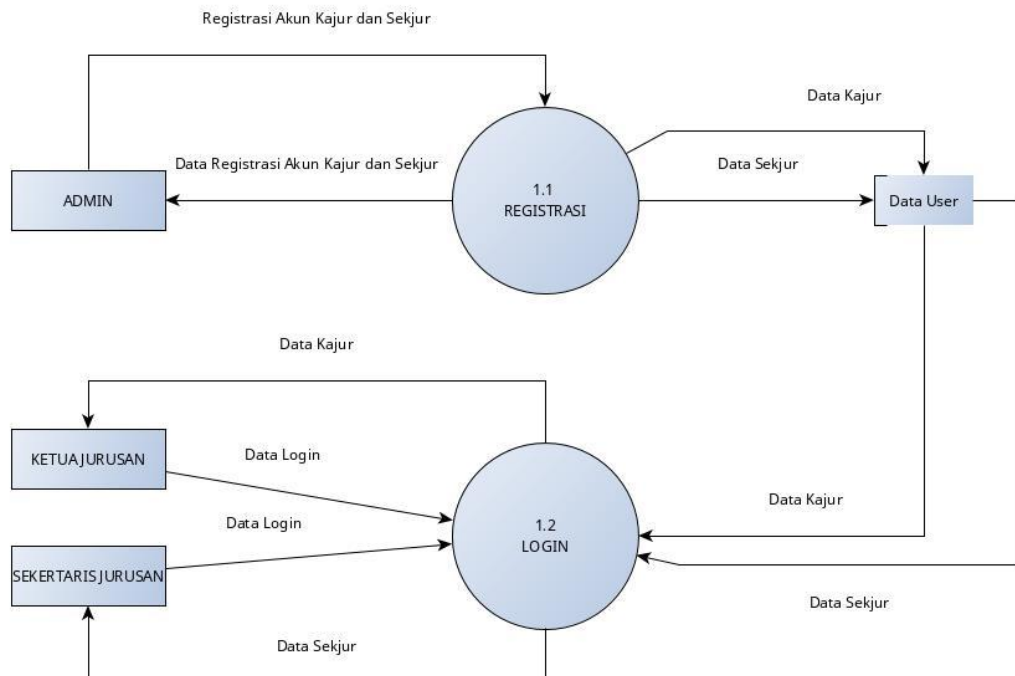 Registrasi Akun Kajur dan Sekjur
Data Kajur
Data Registrasi Akun Kajur dan Sekjur
Data Sekjur
ADMIN
1.1
REGISTRASI
Data User
Data Kajur
KETUA JURUSAN
Data Login
Data Kajur
Data Login
1.2
LOGIN
SEKERTARIS JURUSAN
Data Sekjur
Data Sekjur